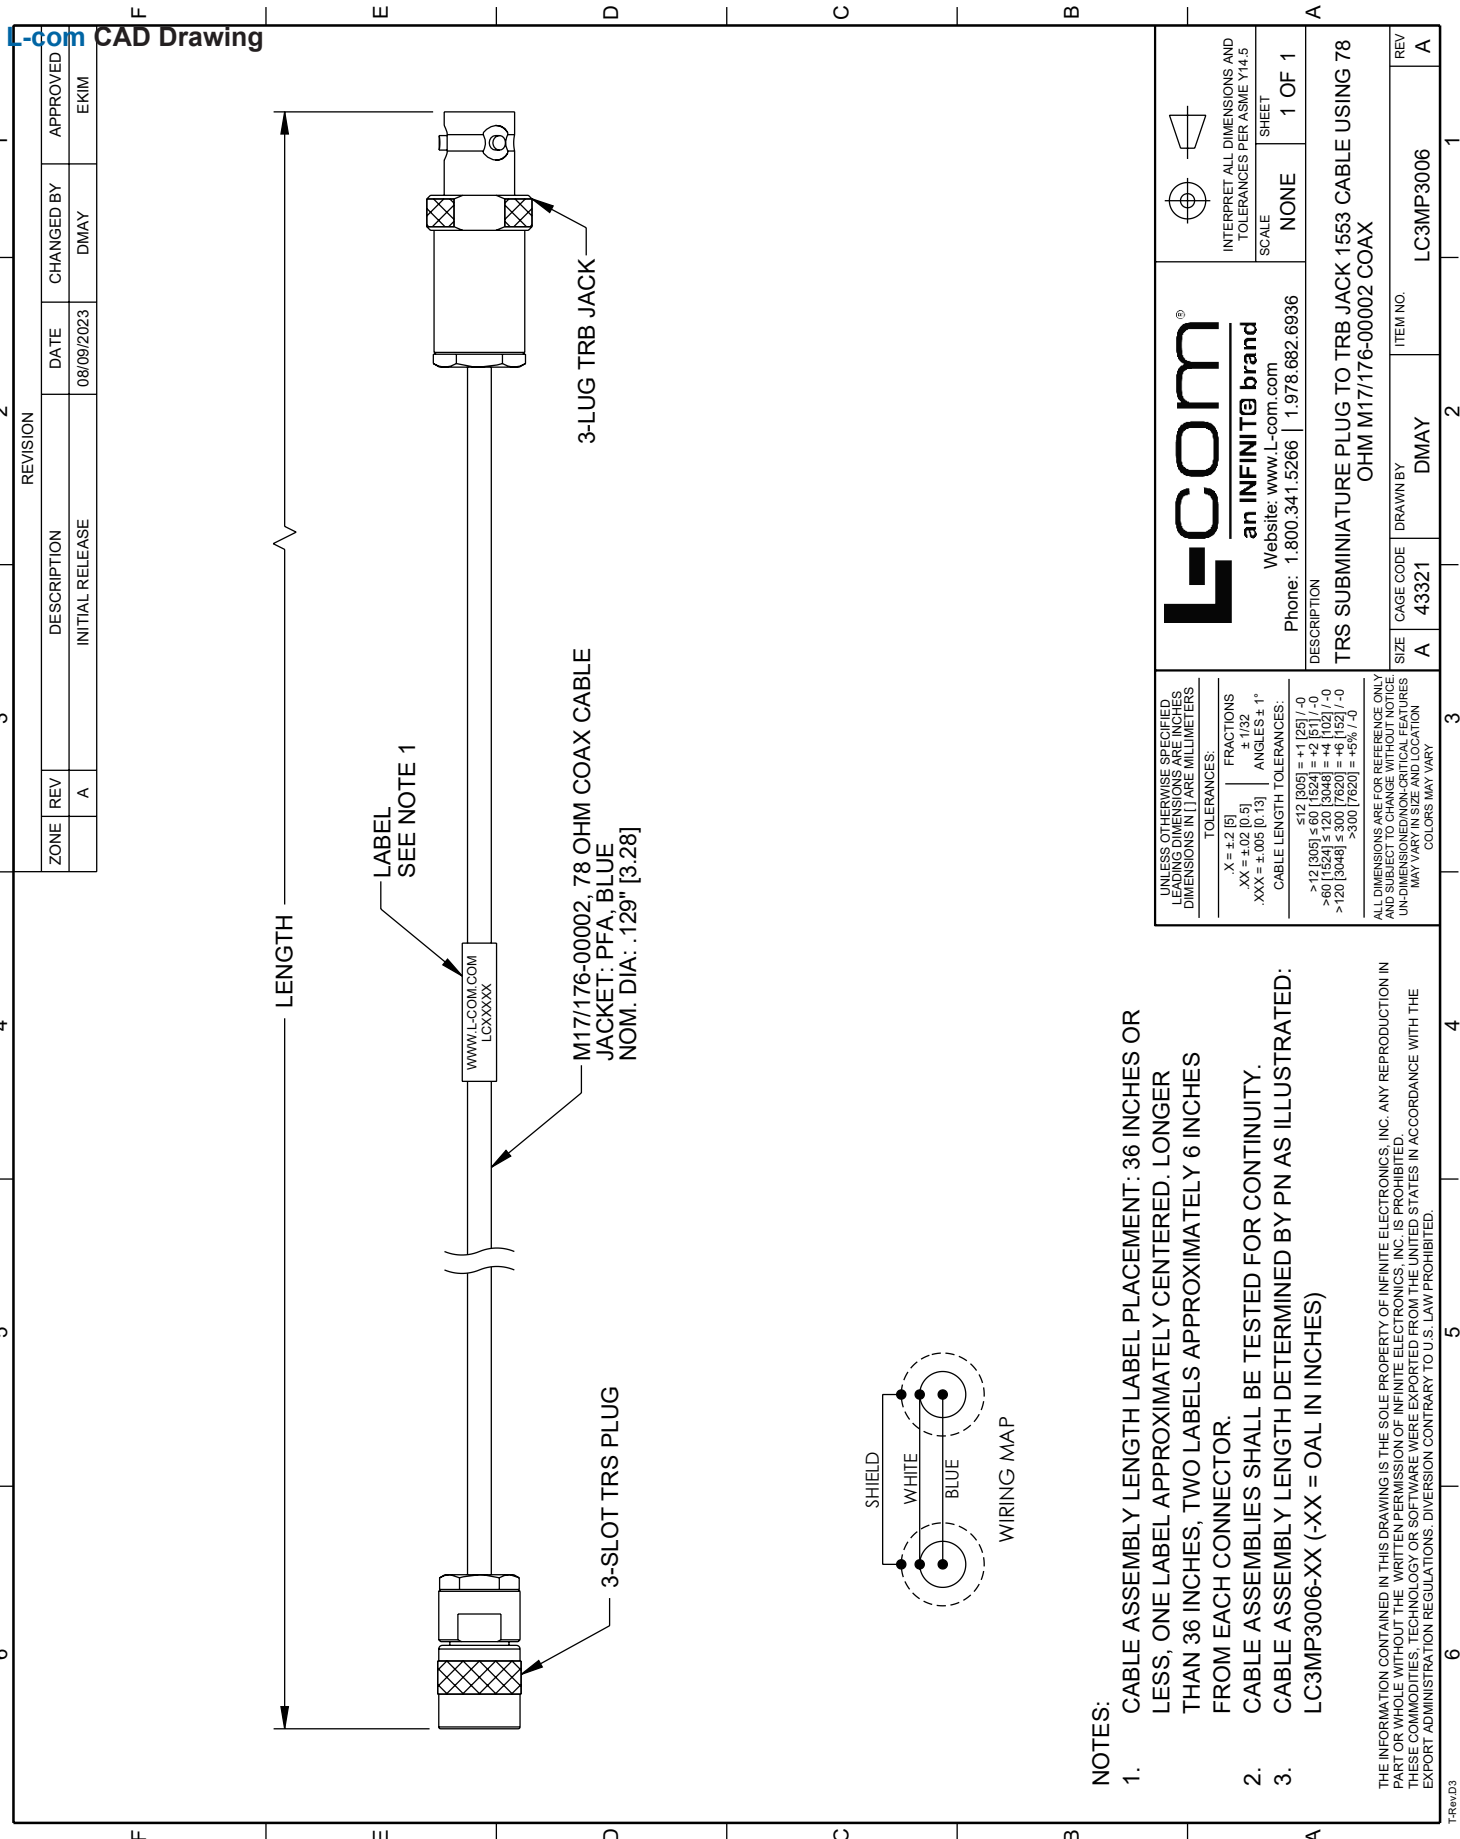 L-com CAD Drawing
REVISION
ZONE REV DESCRIPTION DATE CHANGED BY APPROVED
A INITIAL RELEASE 08/09/2023 DMAY EKIM
LENGTH
LABEL
SEE NOTE 1
WWW.L-COM.COM
LCXXXXX
3-SLOT TRS PLUG
M17/176-00002, 78 OHM COAX CABLE
JACKET: PFA, BLUE
NOM. DIA: .129" [3.28]
3-LUG TRB JACK
SHIELD
WHITE
BLUE
WIRING MAP
NOTES:
1. CABLE ASSEMBLY LENGTH LABEL PLACEMENT: 36 INCHES OR
LESS, ONE LABEL APPROXIMATELY CENTERED. LONGER
THAN 36 INCHES, TWO LABELS APPROXIMATELY 6 INCHES
FROM EACH CONNECTOR.
2. CABLE ASSEMBLIES SHALL BE TESTED FOR CONTINUITY.
3. CABLE ASSEMBLY LENGTH DETERMINED BY PN AS ILLUSTRATED:
LC3MP3006-XX (-XX = OAL IN INCHES)
THE INFORMATION CONTAINED IN THIS DRAWING IS THE SOLE PROPERTY OF INFINITE ELECTRONICS, INC. ANY REPRODUCTION IN
PART OR WHOLE WITHOUT THE WRITTEN PERMISSION OF INFINITE ELECTRONICS, INC. IS PROHIBITED.
THESE COMMODITIES, TECHNOLOGY OR SOFTWARE WERE EXPORTED FROM THE UNITED STATES IN ACCORDANCE WITH THE
EXPORT ADMINISTRATION REGULATIONS. DIVERSION CONTRARY TO U.S. LAW PROHIBITED.
UNLESS OTHERWISE SPECIFIED
LEADING DIMENSIONS ARE INCHES
DIMENSIONS IN [ ] ARE MILLIMETERS
TOLERANCES:
.X = ±.2 [5]
.XX = ±.02 [0.5]
.XXX = ±.005 [0.13]
FRACTIONS
± 1/32
ANGLES ± 1°
CABLE LENGTH TOLERANCES:
≤12 [305] = +1 [25] / -0
>12 [305] ≤ 60 [1524] = +2 [51] / -0
>60 [1524] ≤ 120 [3048] = +4 [102] / -0
>120 [3048] ≤ 300 [7620] = +6 [152] / -0
>300 [7620] = +5% / -0
ALL DIMENSIONS ARE FOR REFERENCE ONLY
AND SUBJECT TO CHANGE WITHOUT NOTICE.
UN-DIMENSIONED/NON-CRITICAL FEATURES
MAY VARY IN SIZE AND LOCATION
COLORS MAY VARY
L-com®
an INFINITe brand
Website: www.L-com.com
Phone: 1.800.341.5266 | 1.978.682.6936
INTERPRET ALL DIMENSIONS AND
TOLERANCES PER ASME Y14.5
SCALE NONE
SHEET 1 OF 1
DESCRIPTION
TRS SUBMINIATURE PLUG TO TRB JACK 1553 CABLE USING 78
OHM M17/176-00002 COAX
SIZE A
CAGE CODE 43321
DRAWN BY DMAY
ITEM NO. LC3MP3006
REV A
T-Rev.D3
F E D C B A
F E D C B A
6 5 4 3 2 1
6 5 4 3 2 1